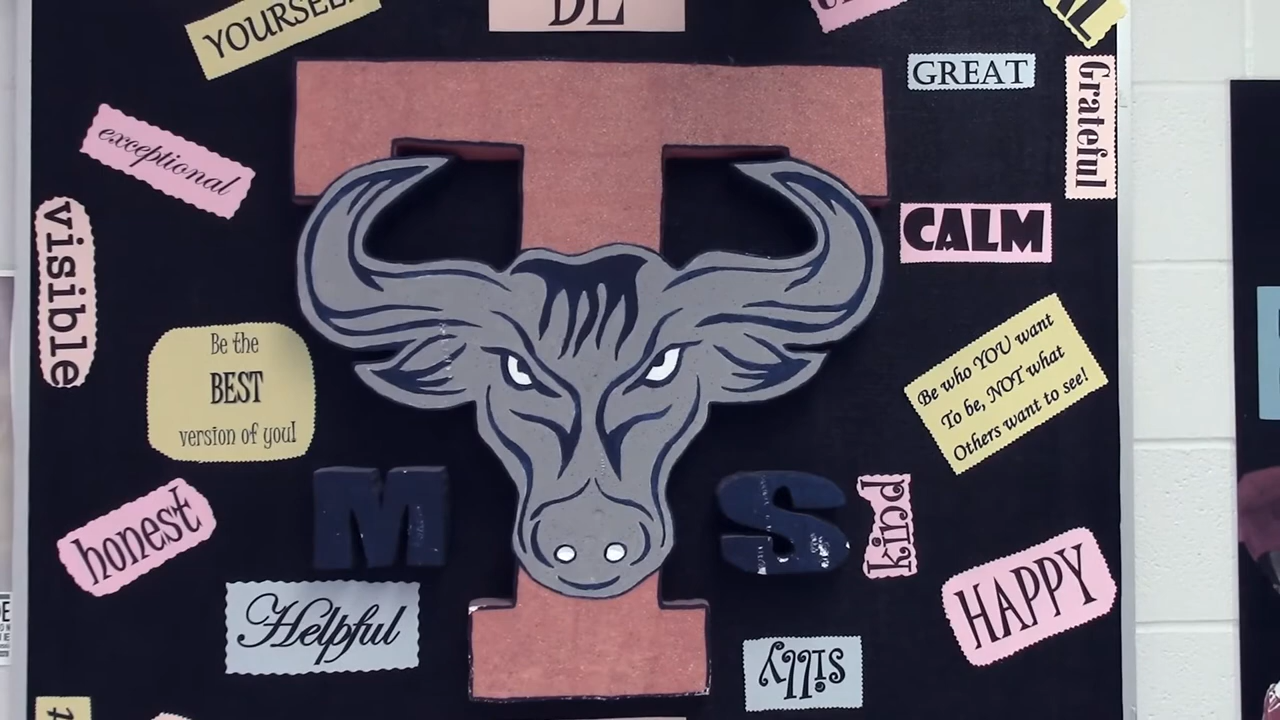 YOURSELF
BE
GREAT
Grateful
exceptional
T
CALM
visible
Be the
BEST
version of you!
Be who YOU want
To be, NOT what
Others want to see!
M
S
kind
honest
HAPPY
Helpful
silly